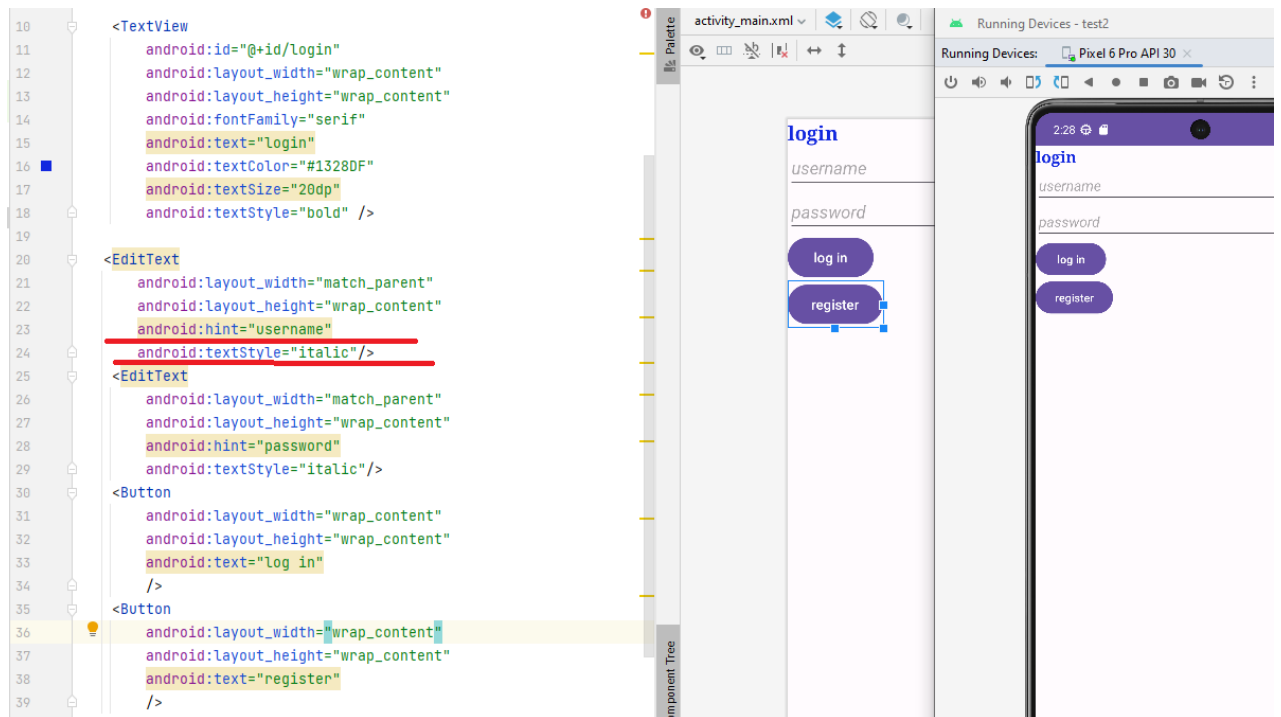 10 <TextView
11 android:id="@+id/login"
12 android:layout_width="wrap_content"
13 android:layout_height="wrap_content"
14 android:fontFamily="serif"
15 android:text="login"
16 android:textColor="#1328DF"
17 android:textSize="20dp"
18 android:textStyle="bold" />
19
20 <EditText
21 android:layout_width="match_parent"
22 android:layout_height="wrap_content"
23 android:hint="username"
24 android:textStyle="italic"/>
25 <EditText
26 android:layout_width="match_parent"
27 android:layout_height="wrap_content"
28 android:hint="password"
29 android:textStyle="italic"/>
30 <Button
31 android:layout_width="wrap_content"
32 android:layout_height="wrap_content"
33 android:text="log in"
34 />
35 <Button
36 android:layout_width="wrap_content"
37 android:layout_height="wrap_content"
38 android:text="register"
39 />
Palette
Component Tree
activity_main.xml
login
username
password
log in
register
Running Devices - test2
Running Devices: Pixel 6 Pro API 30
2:28
login
username
password
log in
register